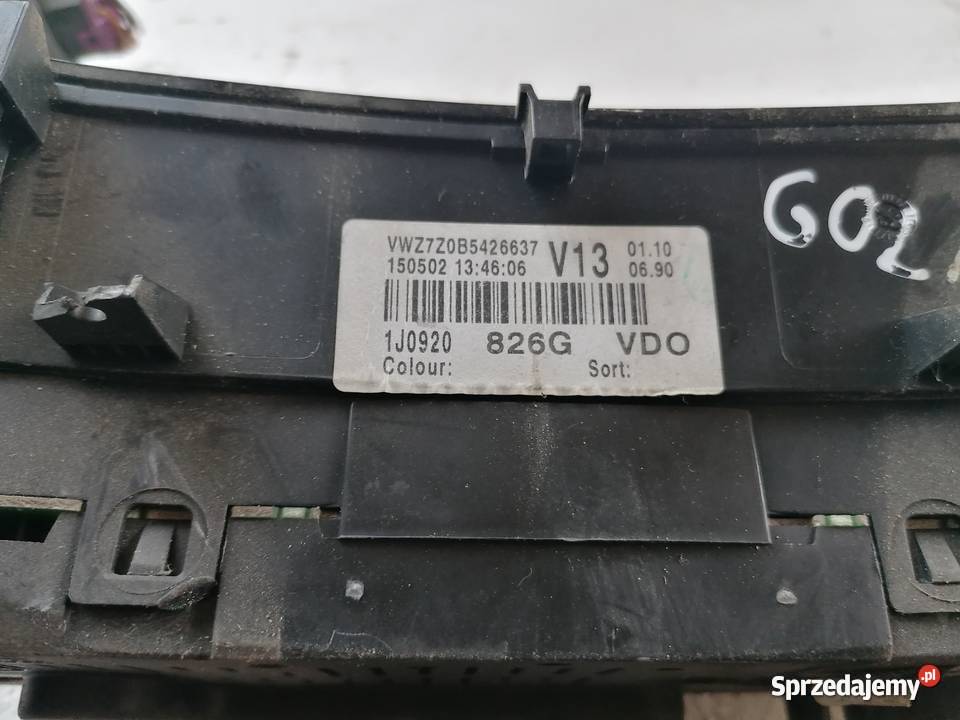 VWZ7Z0B5426637 V13 01.10
150502 13:46:06 06.90
1J0920 826G VDO
Colour: Sort:
GOL
Sprzedajemy.pl